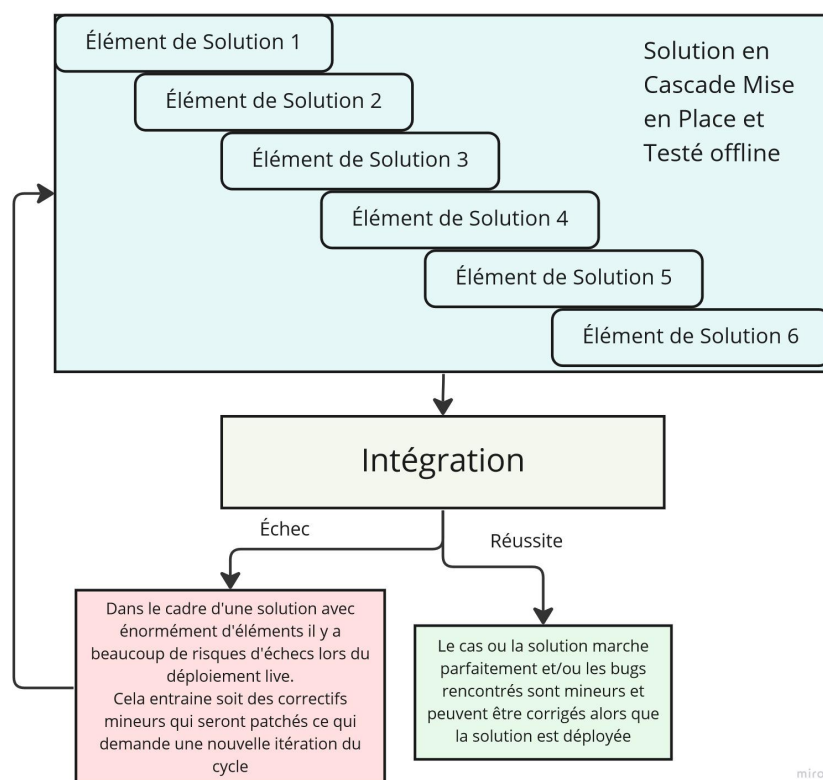 Élément de Solution 1
Solution en
Cascade Mise
en Place et
Testé offline
Élément de Solution 2
Élément de Solution 3
Élément de Solution 4
Élément de Solution 5
Élément de Solution 6
Intégration
Échec
Réussite
Dans le cadre d'une solution avec
énormément d'éléments il y a
beaucoup de risques d'échecs lors du
déploiement live.
Cela entraine soit des correctifs
mineurs qui seront patchés ce qui
demande une nouvelle itération du
cycle
Le cas ou la solution marche
parfaitement et/ou les bugs
rencontrés sont mineurs et
peuvent être corrigés alors que
la solution est déployée
miro